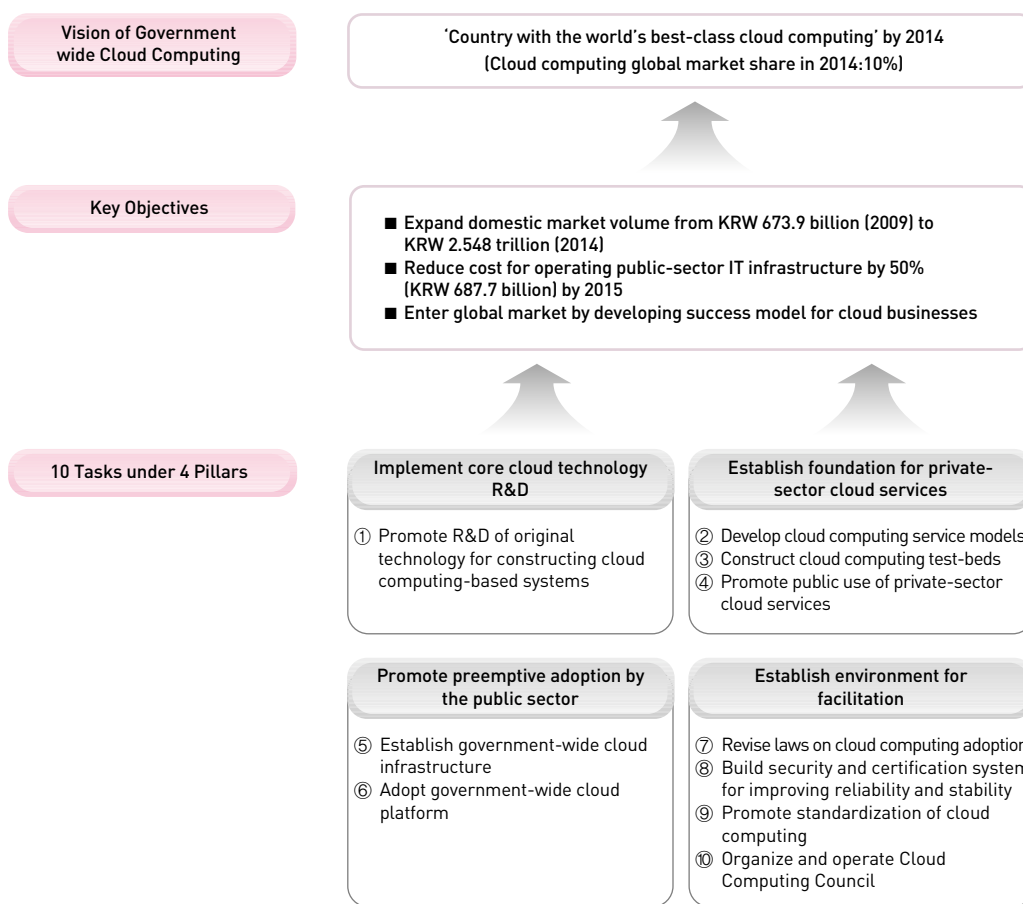 Vision of Government
wide Cloud Computing
‘Country with the world’s best-class cloud computing’ by 2014
(Cloud computing global market share in 2014:10%)
Key Objectives
■ Expand domestic market volume from KRW 673.9 billion (2009) to
KRW 2.548 trillion (2014)
■ Reduce cost for operating public-sector IT infrastructure by 50%
(KRW 687.7 billion) by 2015
■ Enter global market by developing success model for cloud businesses
10 Tasks under 4 Pillars
Implement core cloud technology
R&D
① Promote R&D of original
technology for constructing cloud
computing-based systems
Establish foundation for private-
sector cloud services
② Develop cloud computing service models
③ Construct cloud computing test-beds
④ Promote public use of private-sector
cloud services
Promote preemptive adoption by
the public sector
⑤ Establish government-wide cloud
infrastructure
⑥ Adopt government-wide cloud
platform
Establish environment for
facilitation
⑦ Revise laws on cloud computing adoption
⑧ Build security and certification system
for improving reliability and stability
⑨ Promote standardization of cloud
computing
⑩ Organize and operate Cloud
Computing Council